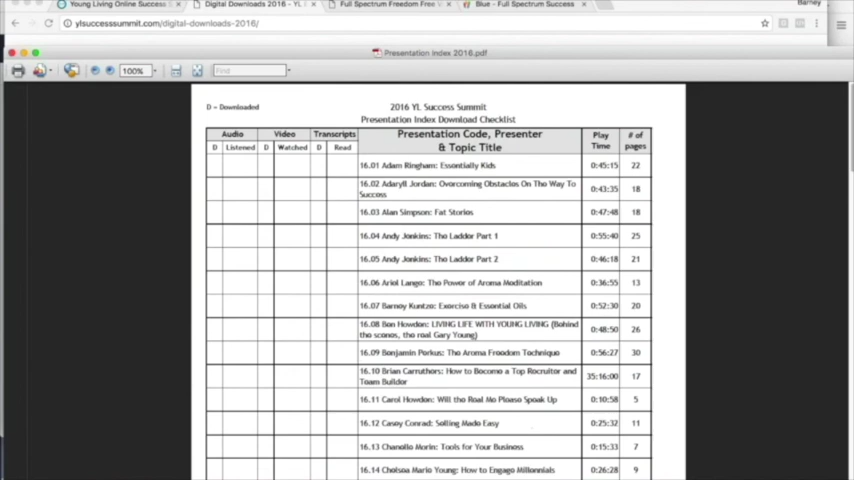 Young Living Online Success S
Digital Downloads 2016 - YL S
Full Spectrum Freedom Free V
Blue - Full Spectrum Success
Barney
ylsuccesssummit.com/digital-downloads-2016/
Presentation Index 2016.pdf
100%
Find
D = Downloaded
2016 YL Success Summit
Presentation Index Download Checklist
Audio Video Transcripts Presentation Code, Presenter & Topic Title Play Time # of pages
D Listened D Watched D Read
16.01 Adam Ringham: Essentially Kids 0:45:15 22
16.02 Adaryll Jordan: Overcoming Obstacles On The Way To
Success 0:43:35 18
16.03 Alan Simpson: Fat Stories 0:47:48 18
16.04 Andy Jenkins: The Ladder Part 1 0:55:40 25
16.05 Andy Jenkins: The Ladder Part 2 0:46:18 21
16.06 Ariel Lange: The Power of Aroma Meditation 0:36:55 13
16.07 Barney Kuntze: Exercise & Essential Oils 0:52:30 20
16.08 Ben Howden: LIVING LIFE WITH YOUNG LIVING (Behind
the scenes, the real Gary Young) 0:48:50 26
16.09 Benjamin Perkus: The Aroma Freedom Technique 0:56:27 30
16.10 Brian Carruthers: How to Become a Top Recruiter and
Team Builder 35:16:00 17
16.11 Carol Howden: Will the Real Me Please Speak Up 0:10:58 5
16.12 Casey Conrad: Selling Made Easy 0:25:32 11
16.13 Chanelle Morin: Tools for Your Business 0:15:33 7
16.14 Chelsea Marie Young: How to Engage Millennials 0:26:28 9